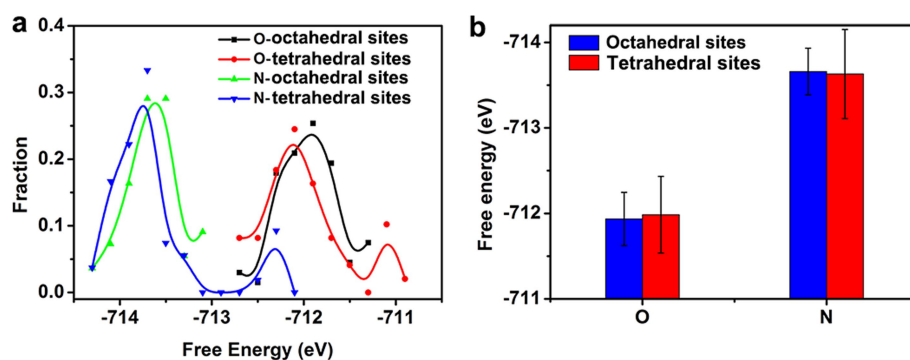 a
O-octahedral sites
O-tetrahedral sites
N-octahedral sites
N-tetrahedral sites
0.4
0.3
0.2
0.1
0.0
Fraction
-714 -713 -712 -711
Free Energy (eV)
b
Octahedral sites
Tetrahedral sites
-714
-713
-712
-711
Free energy (eV)
O N